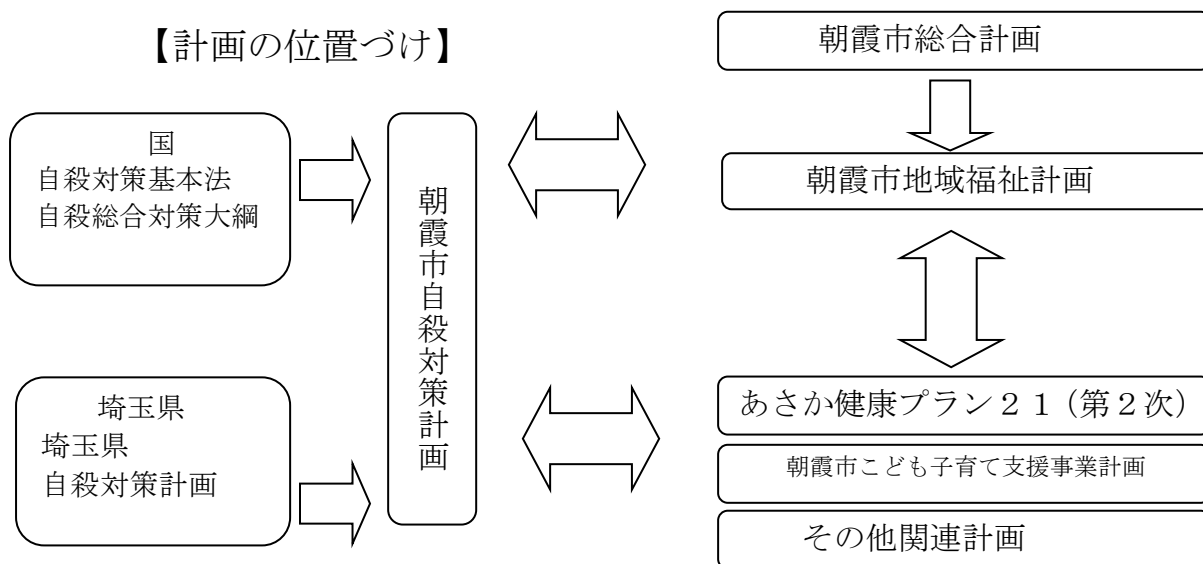 【計画の位置づけ】
国
自殺対策基本法
自殺総合対策大綱
埼玉県
埼玉県
自殺対策計画
朝霞市自殺対策計画
朝霞市総合計画
朝霞市地域福祉計画
あさか健康プラン２１（第２次）
朝霞市こども子育て支援事業計画
その他関連計画